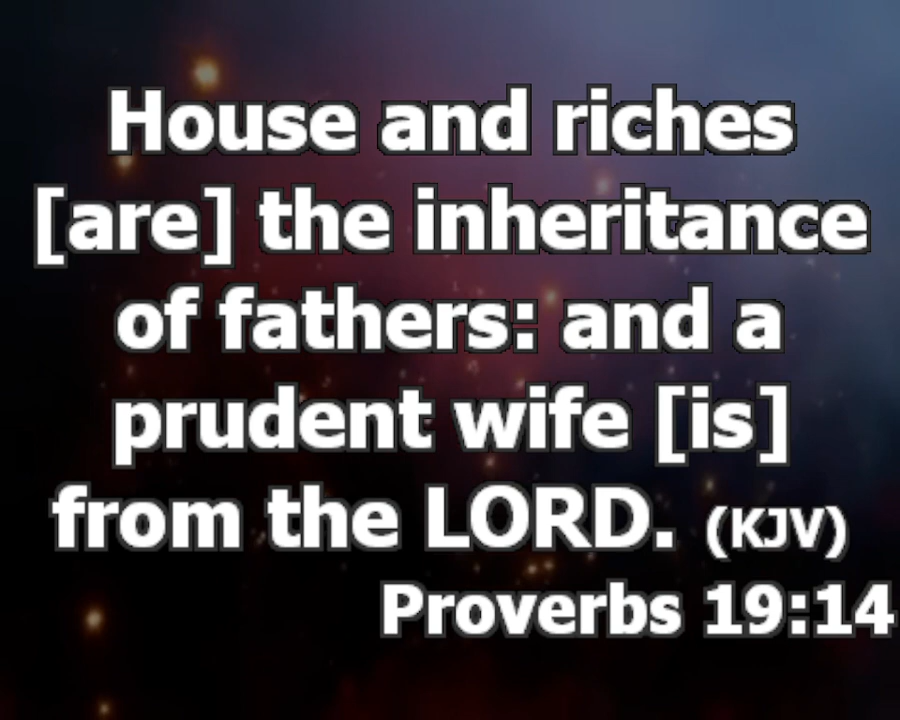 House and riches
[are] the inheritance
of fathers: and a
prudent wife [is]
from the LORD. (KJV)
Proverbs 19:14